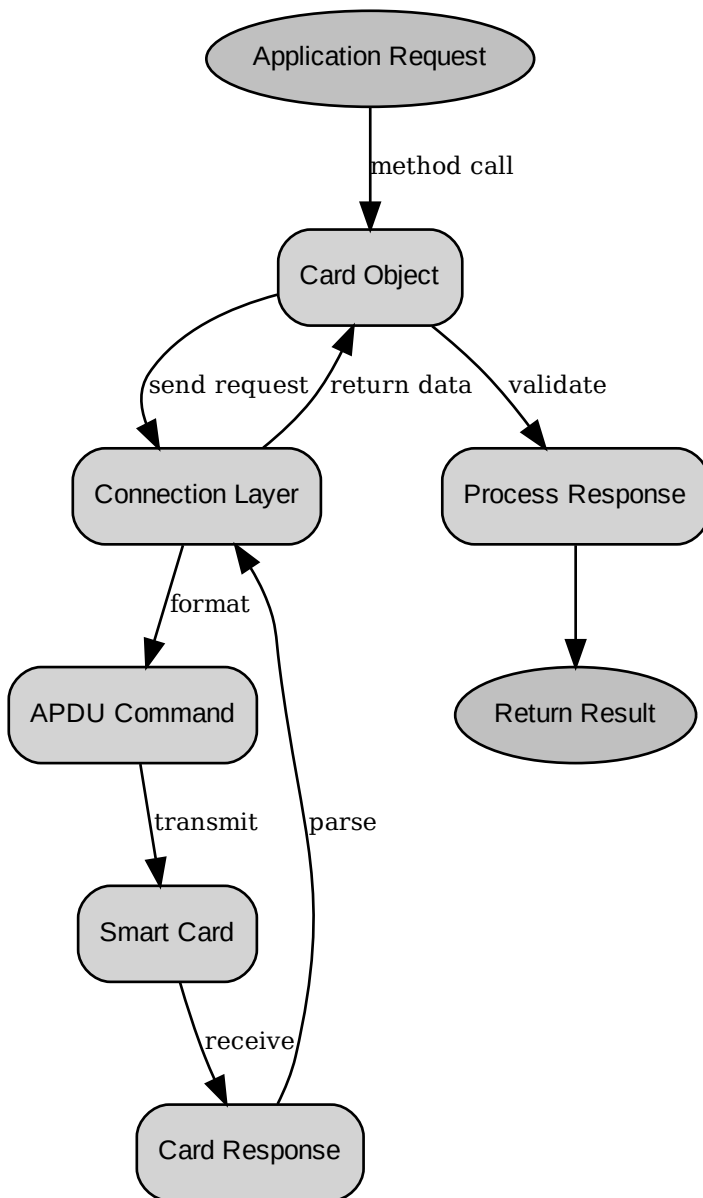 Application Request
method call
Card Object
send request
return data
validate
Connection Layer
Process Response
format
APDU Command
Return Result
transmit
parse
Smart Card
receive
Card Response